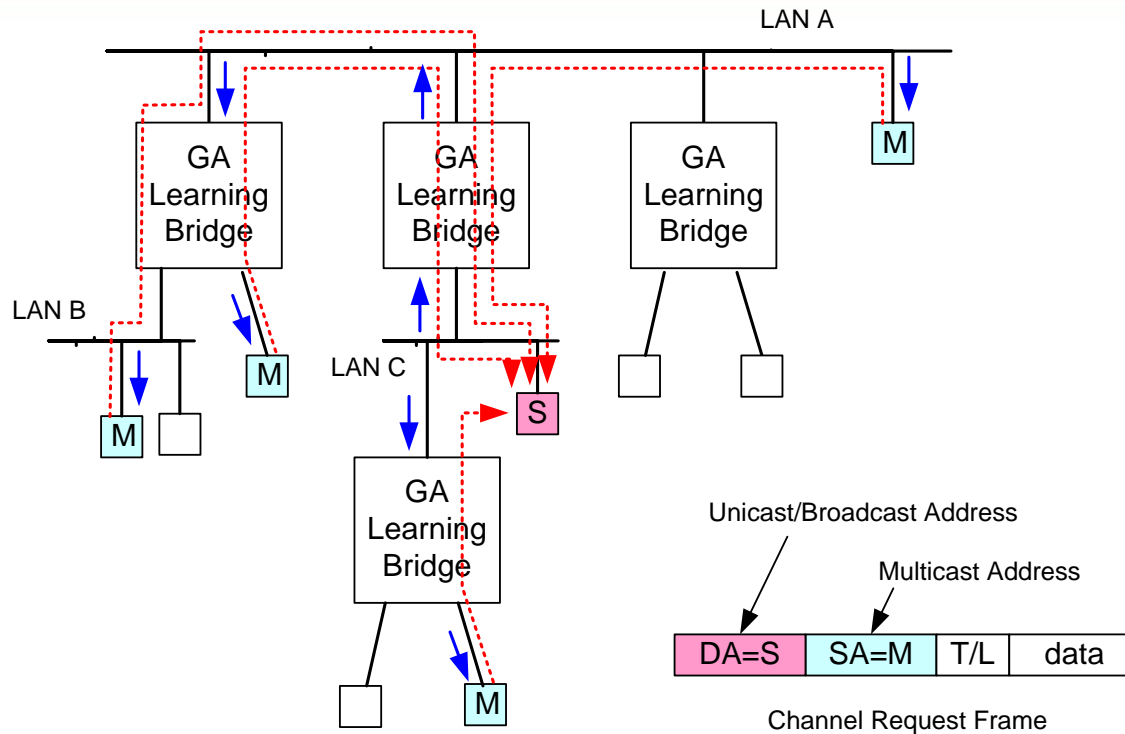 LAN A
GA
Learning
Bridge
GA
Learning
Bridge
GA
Learning
Bridge
M
LAN B
M
LAN C
M
S
GA
Learning
Bridge
M
Unicast/Broadcast Address
Multicast Address
DA=S SA=M T/L data
Channel Request Frame